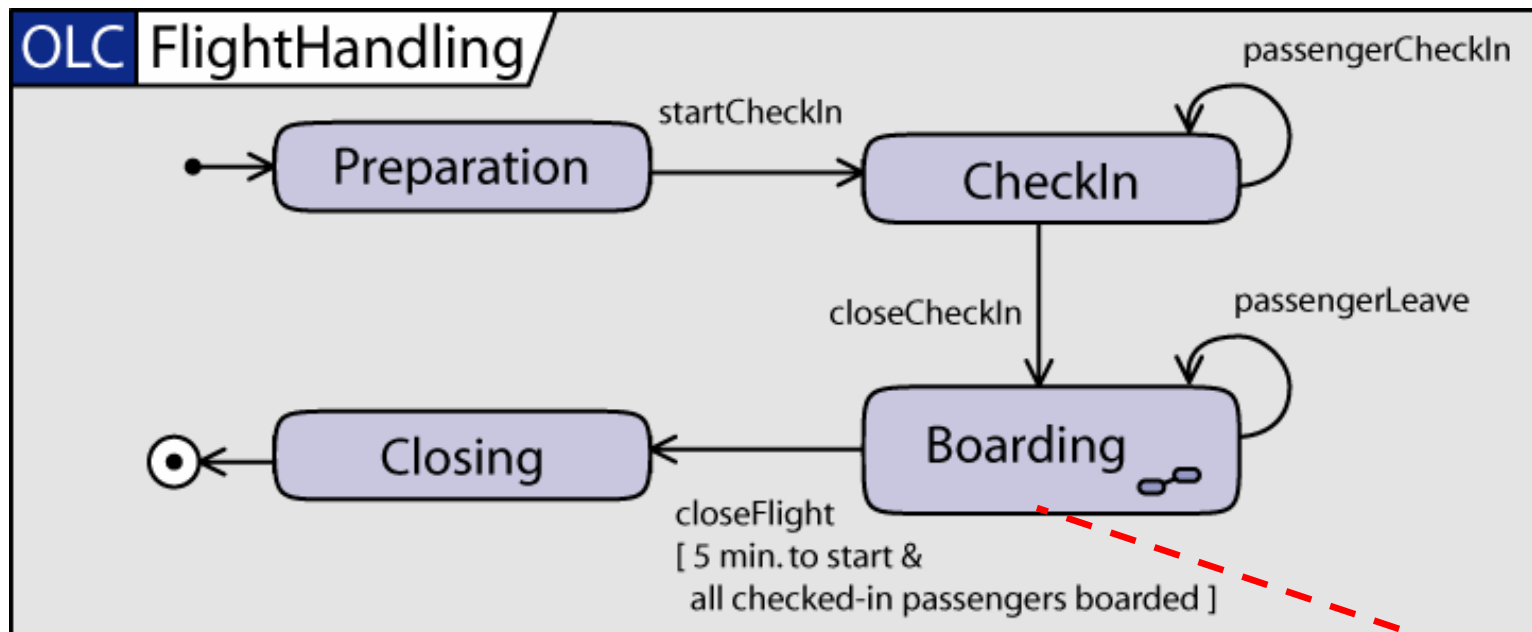 OLC FlightHandling
passengerCheckIn
startCheckIn
Preparation
CheckIn
closeCheckIn
passengerLeave
Closing
Boarding
closeFlight
[ 5 min. to start &
all checked-in passengers boarded ]